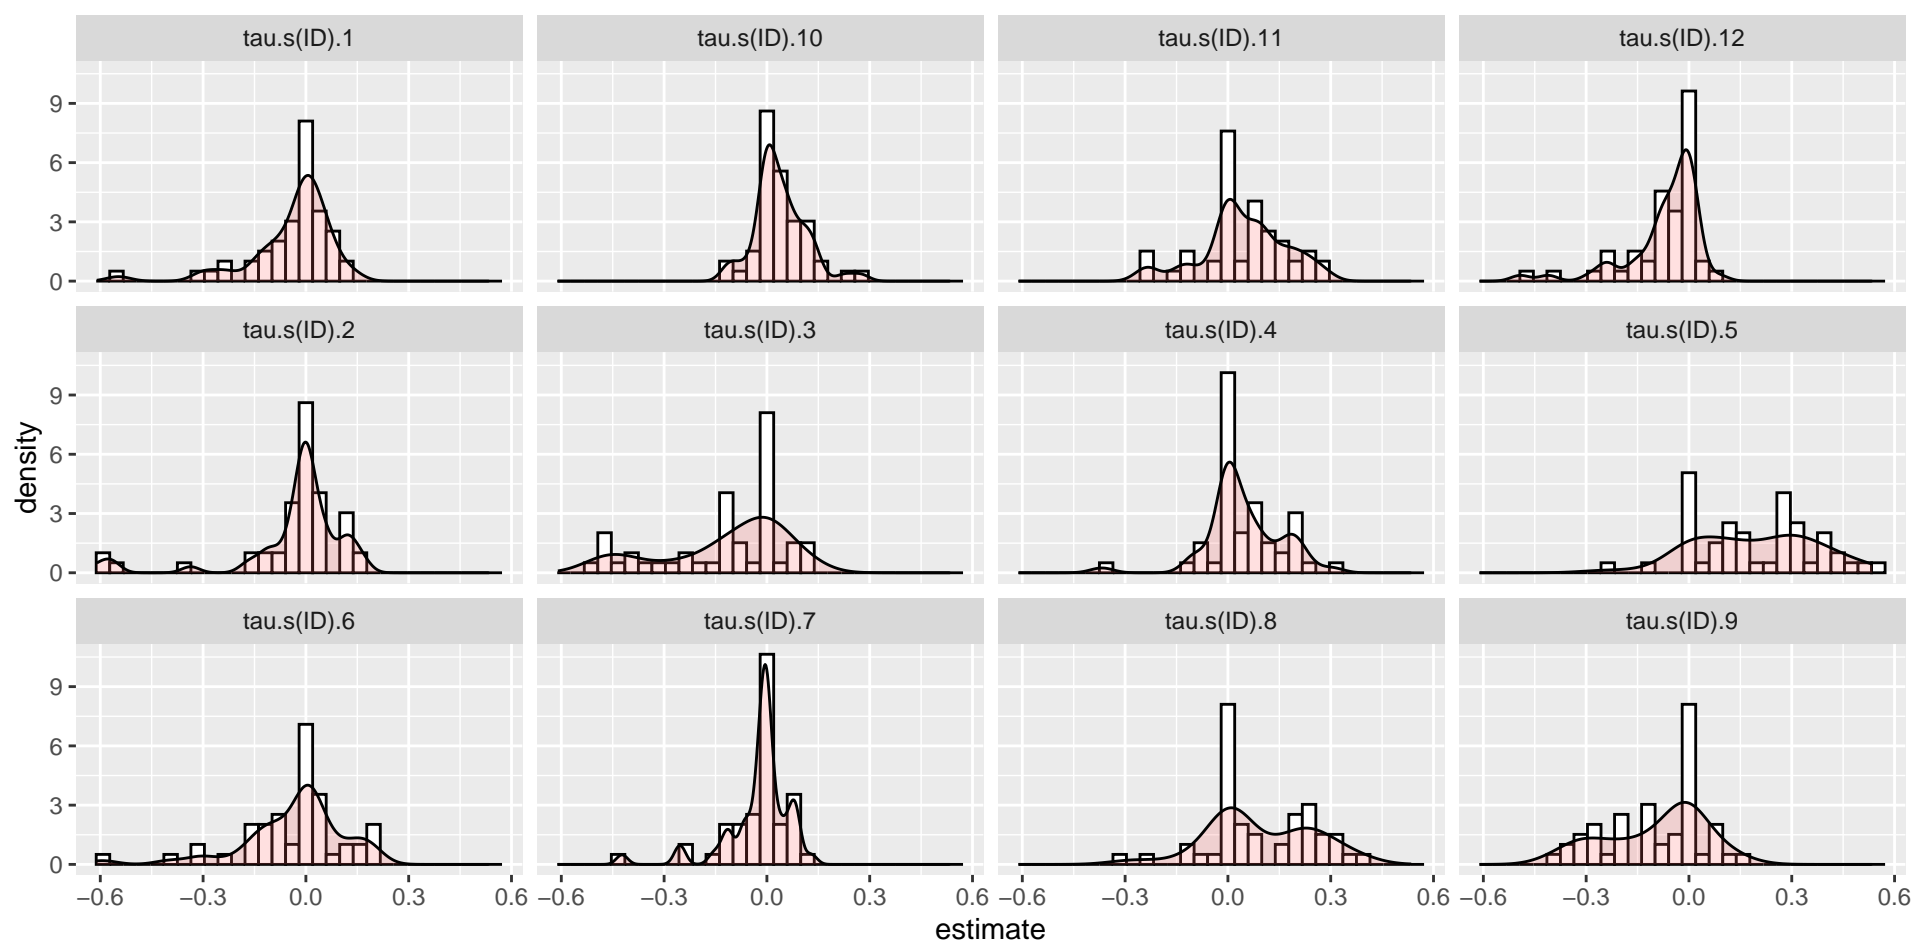 tau.s(ID).1 tau.s(ID).10 tau.s(ID).11 tau.s(ID).12
9
6
3
0
tau.s(ID).2 tau.s(ID).3 tau.s(ID).4 tau.s(ID).5
9
6
3
0
density
tau.s(ID).6 tau.s(ID).7 tau.s(ID).8 tau.s(ID).9
9
6
3
0
−0.6 −0.3 0.0 0.3 0.6 −0.6 −0.3 0.0 0.3 0.6 −0.6 −0.3 0.0 0.3 0.6 −0.6 −0.3 0.0 0.3 0.6
estimate